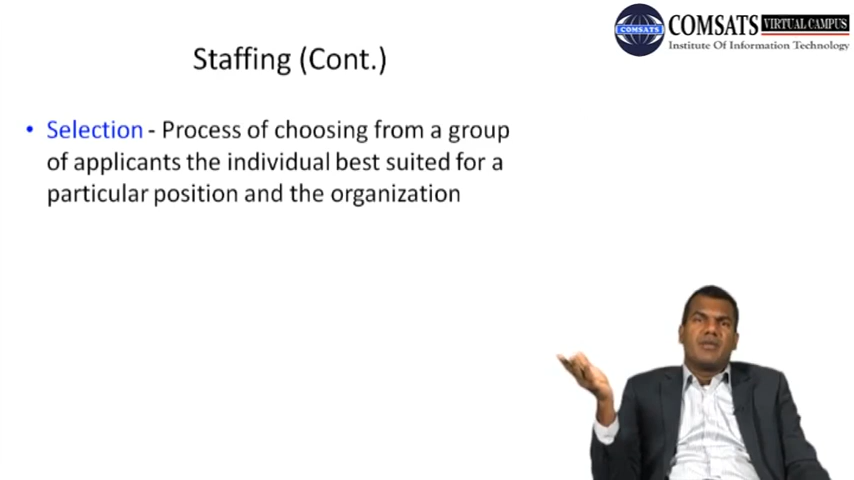 COMSATS VIRTUAL CAMPUS
Institute Of Information Technology
COMSATS
Staffing (Cont.)
• Selection - Process of choosing from a group
of applicants the individual best suited for a
particular position and the organization